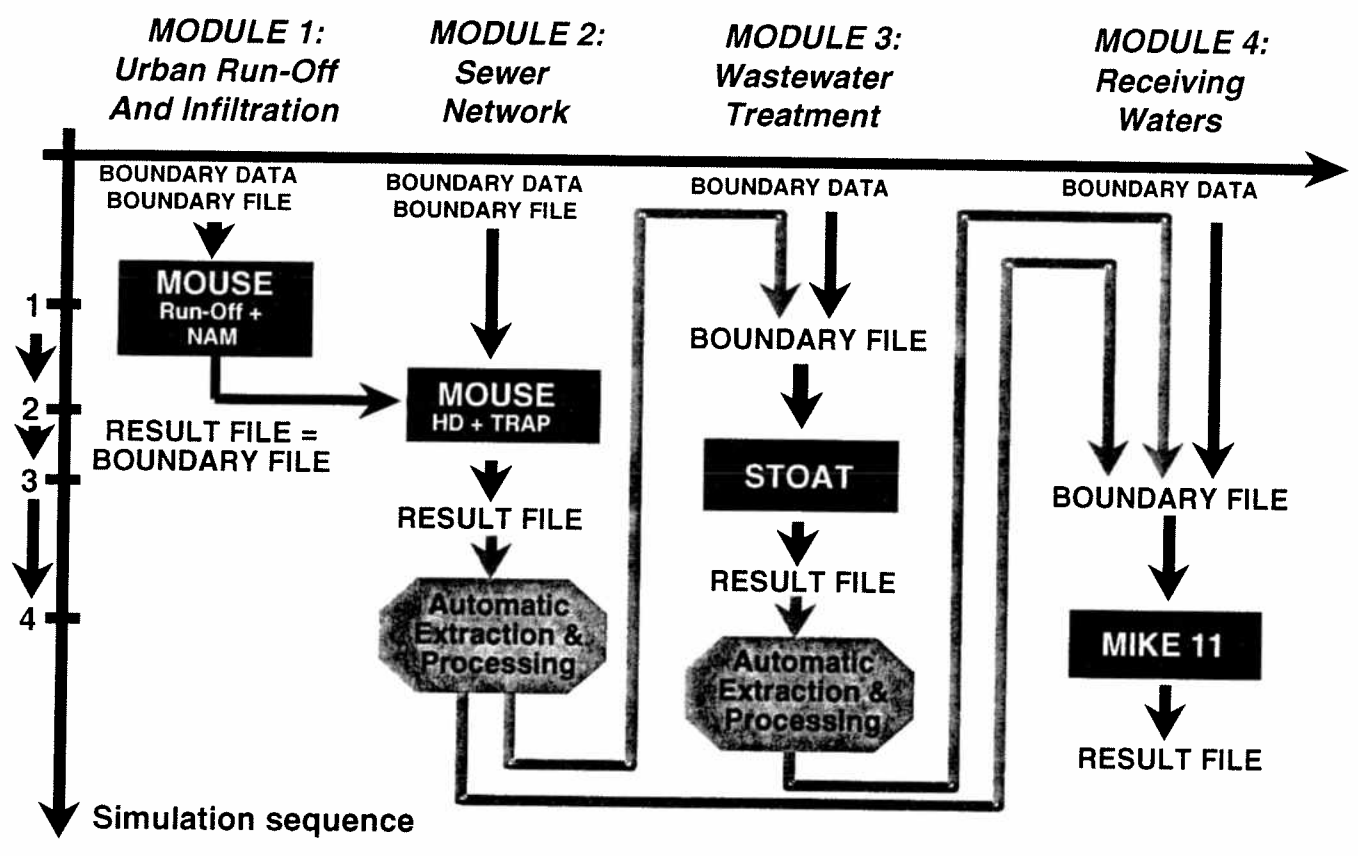 MODULE 1:
Urban Run-Off
And Infiltration
MODULE 2:
Sewer
Network
MODULE 3:
Wastewater
Treatment
MODULE 4:
Receiving
Waters
BOUNDARY DATA
BOUNDARY FILE
MOUSE
Run-Off +
NAM
RESULT FILE =
BOUNDARY FILE
BOUNDARY DATA
BOUNDARY FILE
MOUSE
HD + TRAP
RESULT FILE
Automatic
Extraction &
Processing
BOUNDARY DATA
BOUNDARY FILE
STOAT
RESULT FILE
Automatic
Extraction &
Processing
BOUNDARY DATA
BOUNDARY FILE
MIKE 11
RESULT FILE
1
2
3
4
Simulation sequence